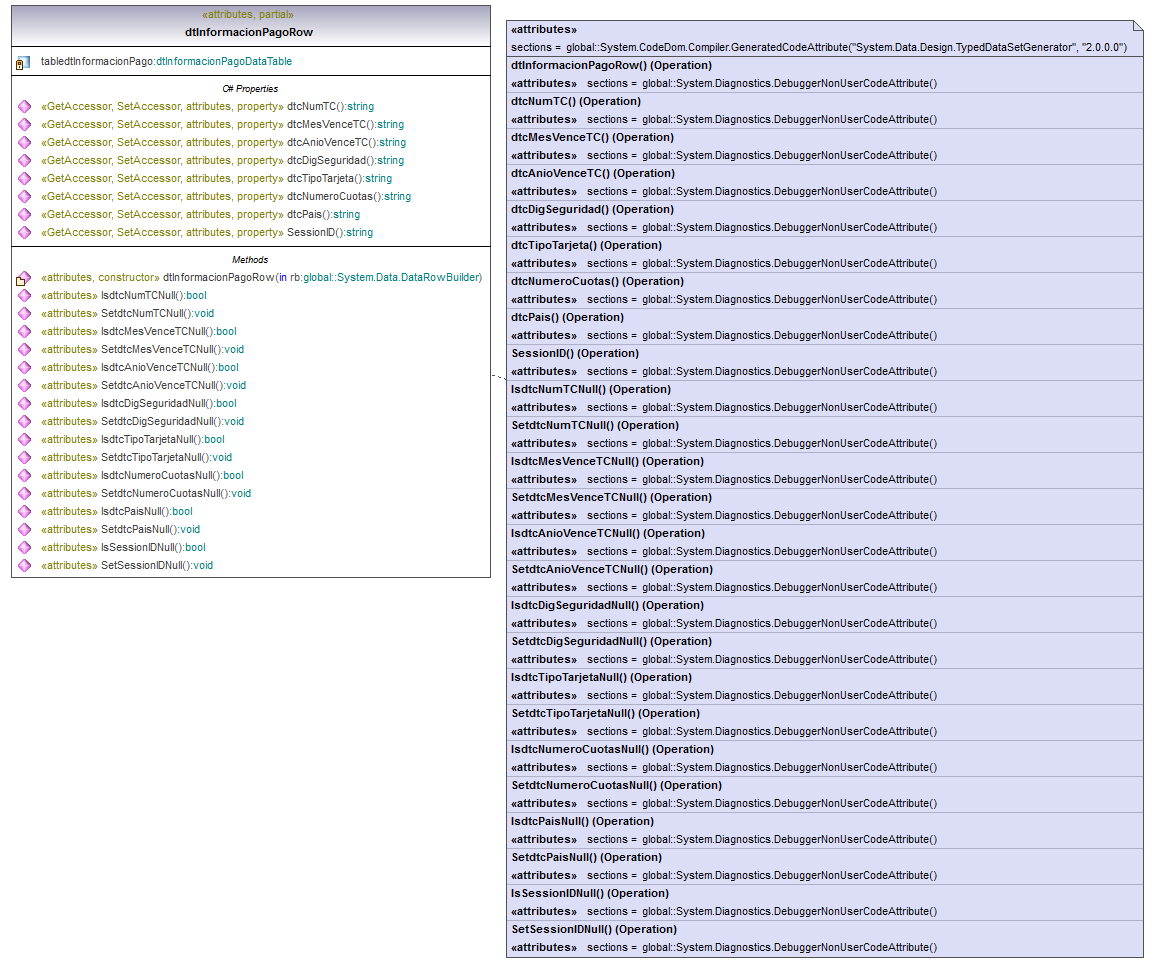 «attributes, partial»
dtInformacionPagoRow
tabledtInformacionPago:dtInformacionPagoDataTable
C# Properties
«GetAccessor, SetAccessor, attributes, property» dtcNumTC():string
«GetAccessor, SetAccessor, attributes, property» dtcMesVenceTC():string
«GetAccessor, SetAccessor, attributes, property» dtcAnioVenceTC():string
«GetAccessor, SetAccessor, attributes, property» dtcDigSeguridad():string
«GetAccessor, SetAccessor, attributes, property» dtcTipoTarjeta():string
«GetAccessor, SetAccessor, attributes, property» dtcNumeroCuotas():string
«GetAccessor, SetAccessor, attributes, property» dtcPais():string
«GetAccessor, SetAccessor, attributes, property» SessionID():string
Methods
«attributes, constructor» dtInformacionPagoRow(in rb:global::System.Data.DataRowBuilder)
«attributes» IsdtcNumTCNull():bool
«attributes» SetdtcNumTCNull():void
«attributes» IsdtcMesVenceTCNull():bool
«attributes» SetdtcMesVenceTCNull():void
«attributes» IsdtcAnioVenceTCNull():bool
«attributes» SetdtcAnioVenceTCNull():void
«attributes» IsdtcDigSeguridadNull():bool
«attributes» SetdtcDigSeguridadNull():void
«attributes» IsdtcTipoTarjetaNull():bool
«attributes» SetdtcTipoTarjetaNull():void
«attributes» IsdtcNumeroCuotasNull():bool
«attributes» SetdtcNumeroCuotasNull():void
«attributes» IsdtcPaisNull():bool
«attributes» SetdtcPaisNull():void
«attributes» IsSessionIDNull():bool
«attributes» SetSessionIDNull():void
«attributes»
sections = global::System.CodeDom.Compiler.GeneratedCodeAttribute("System.Data.Design.TypedDataSetGenerator", "2.0.0.0")
dtInformacionPagoRow() (Operation)
«attributes» sections = global::System.Diagnostics.DebuggerNonUserCodeAttribute()
dtcNumTC() (Operation)
«attributes» sections = global::System.Diagnostics.DebuggerNonUserCodeAttribute()
dtcMesVenceTC() (Operation)
«attributes» sections = global::System.Diagnostics.DebuggerNonUserCodeAttribute()
dtcAnioVenceTC() (Operation)
«attributes» sections = global::System.Diagnostics.DebuggerNonUserCodeAttribute()
dtcDigSeguridad() (Operation)
«attributes» sections = global::System.Diagnostics.DebuggerNonUserCodeAttribute()
dtcTipoTarjeta() (Operation)
«attributes» sections = global::System.Diagnostics.DebuggerNonUserCodeAttribute()
dtcNumeroCuotas() (Operation)
«attributes» sections = global::System.Diagnostics.DebuggerNonUserCodeAttribute()
dtcPais() (Operation)
«attributes» sections = global::System.Diagnostics.DebuggerNonUserCodeAttribute()
SessionID() (Operation)
«attributes» sections = global::System.Diagnostics.DebuggerNonUserCodeAttribute()
IsdtcNumTCNull() (Operation)
«attributes» sections = global::System.Diagnostics.DebuggerNonUserCodeAttribute()
SetdtcNumTCNull() (Operation)
«attributes» sections = global::System.Diagnostics.DebuggerNonUserCodeAttribute()
IsdtcMesVenceTCNull() (Operation)
«attributes» sections = global::System.Diagnostics.DebuggerNonUserCodeAttribute()
SetdtcMesVenceTCNull() (Operation)
«attributes» sections = global::System.Diagnostics.DebuggerNonUserCodeAttribute()
IsdtcAnioVenceTCNull() (Operation)
«attributes» sections = global::System.Diagnostics.DebuggerNonUserCodeAttribute()
SetdtcAnioVenceTCNull() (Operation)
«attributes» sections = global::System.Diagnostics.DebuggerNonUserCodeAttribute()
IsdtcDigSeguridadNull() (Operation)
«attributes» sections = global::System.Diagnostics.DebuggerNonUserCodeAttribute()
SetdtcDigSeguridadNull() (Operation)
«attributes» sections = global::System.Diagnostics.DebuggerNonUserCodeAttribute()
IsdtcTipoTarjetaNull() (Operation)
«attributes» sections = global::System.Diagnostics.DebuggerNonUserCodeAttribute()
SetdtcTipoTarjetaNull() (Operation)
«attributes» sections = global::System.Diagnostics.DebuggerNonUserCodeAttribute()
IsdtcNumeroCuotasNull() (Operation)
«attributes» sections = global::System.Diagnostics.DebuggerNonUserCodeAttribute()
SetdtcNumeroCuotasNull() (Operation)
«attributes» sections = global::System.Diagnostics.DebuggerNonUserCodeAttribute()
IsdtcPaisNull() (Operation)
«attributes» sections = global::System.Diagnostics.DebuggerNonUserCodeAttribute()
SetdtcPaisNull() (Operation)
«attributes» sections = global::System.Diagnostics.DebuggerNonUserCodeAttribute()
IsSessionIDNull() (Operation)
«attributes» sections = global::System.Diagnostics.DebuggerNonUserCodeAttribute()
SetSessionIDNull() (Operation)
«attributes» sections = global::System.Diagnostics.DebuggerNonUserCodeAttribute()